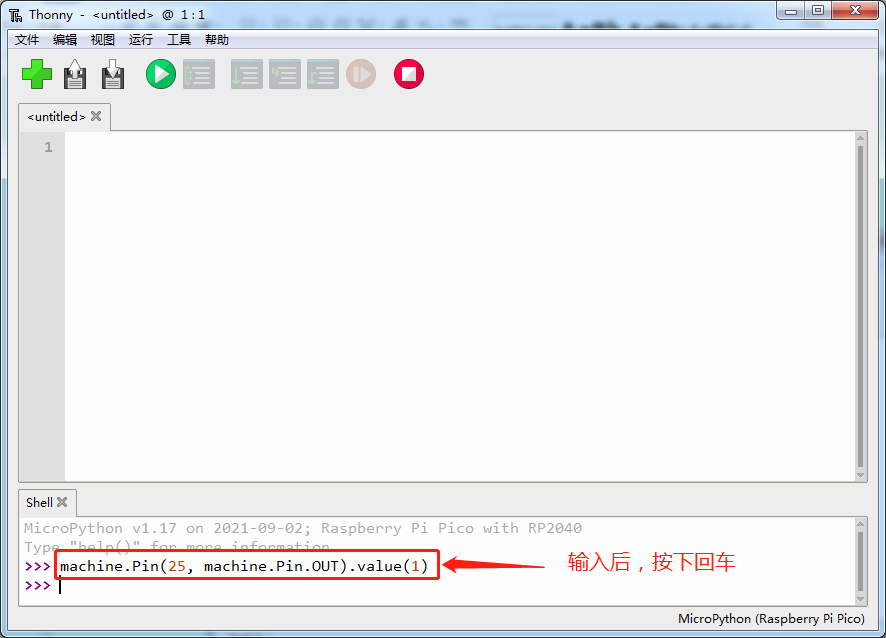 Thonny - <untitled> @ 1:1
文件 编辑 视图 运行 工具 帮助
<untitled>
1
Shell
MicroPython v1.17 on 2021-09-02; Raspberry Pi Pico with RP2040
Type "help()" for more information.
>>> machine.Pin(25, machine.Pin.OUT).value(1)
输入后，按下回车
>>>
MicroPython (Raspberry Pi Pico)